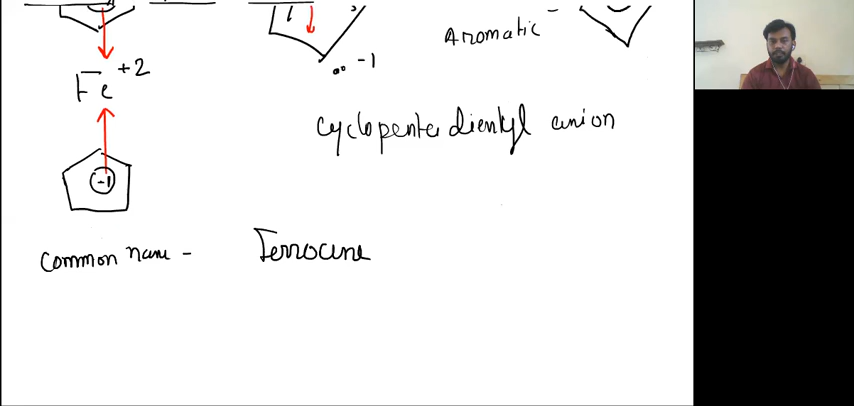 Aromatic -
Fe +2
-1
cyclopentadienyl anion
-1
Common name - Ferrocene